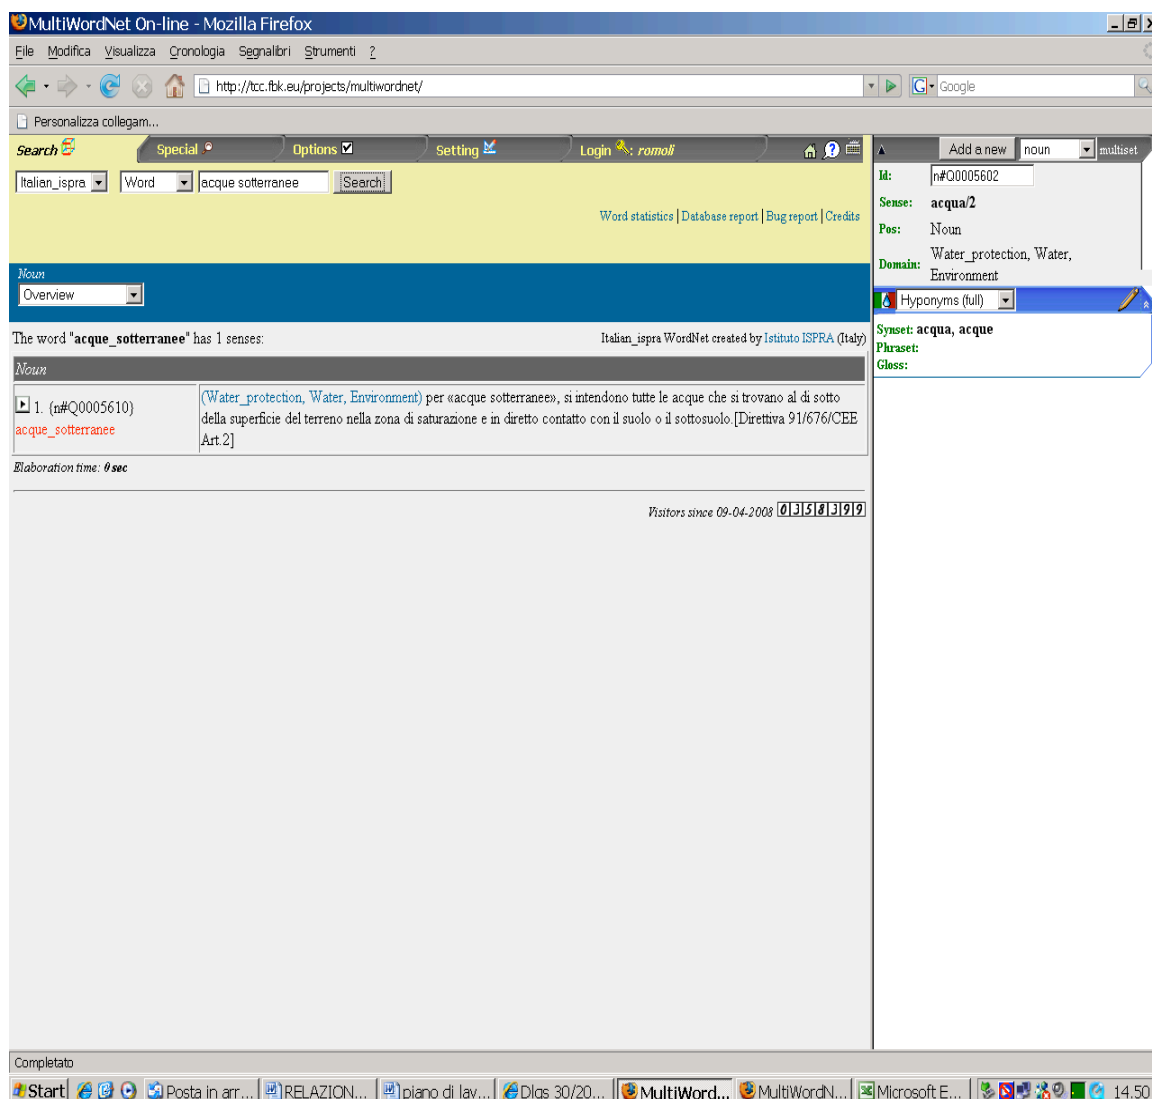 MultiWordNet On-line - Mozilla Firefox
File Modifica Visualizza Cronologia Segnalibri Strumenti ?
http://tcc.fbk.eu/projects/multiwordnet/ G Google
Personalizza collegam...
Search Special Options Setting Login : romoli
Italian_ispra Word acque sotterranee Search
Word statistics | Database report | Bug report | Credits
Noun
Overview
The word "acque_sotterranee" has 1 senses: Italian_ispra WordNet created by Istituto ISPRA (Italy)
Noun
1. {n#Q0005610}
acque_sotterranee
(Water_protection, Water, Environment) per «acque sotterranee», si intendono tutte le acque che si trovano al di sotto
della superficie del terreno nella zona di saturazione e in diretto contatto con il suolo o il sottosuolo.[Direttiva 91/676/CEE
Art.2]
Elaboration time: 0 sec
Visitors since 09-04-2008 0358399
Add a new noun multiset
Id: n#Q0005602
Sense: acqua/2
Pos: Noun
Domain: Water_protection, Water,
Environment
Hyponyms (full)
Synset: acqua, acque
Phraset:
Gloss:
Completato
Start Posta in arr... RELAZION... piano di lav... Dlgs 30/20... MultiWord... MultiWordN... Microsoft E... 14.50